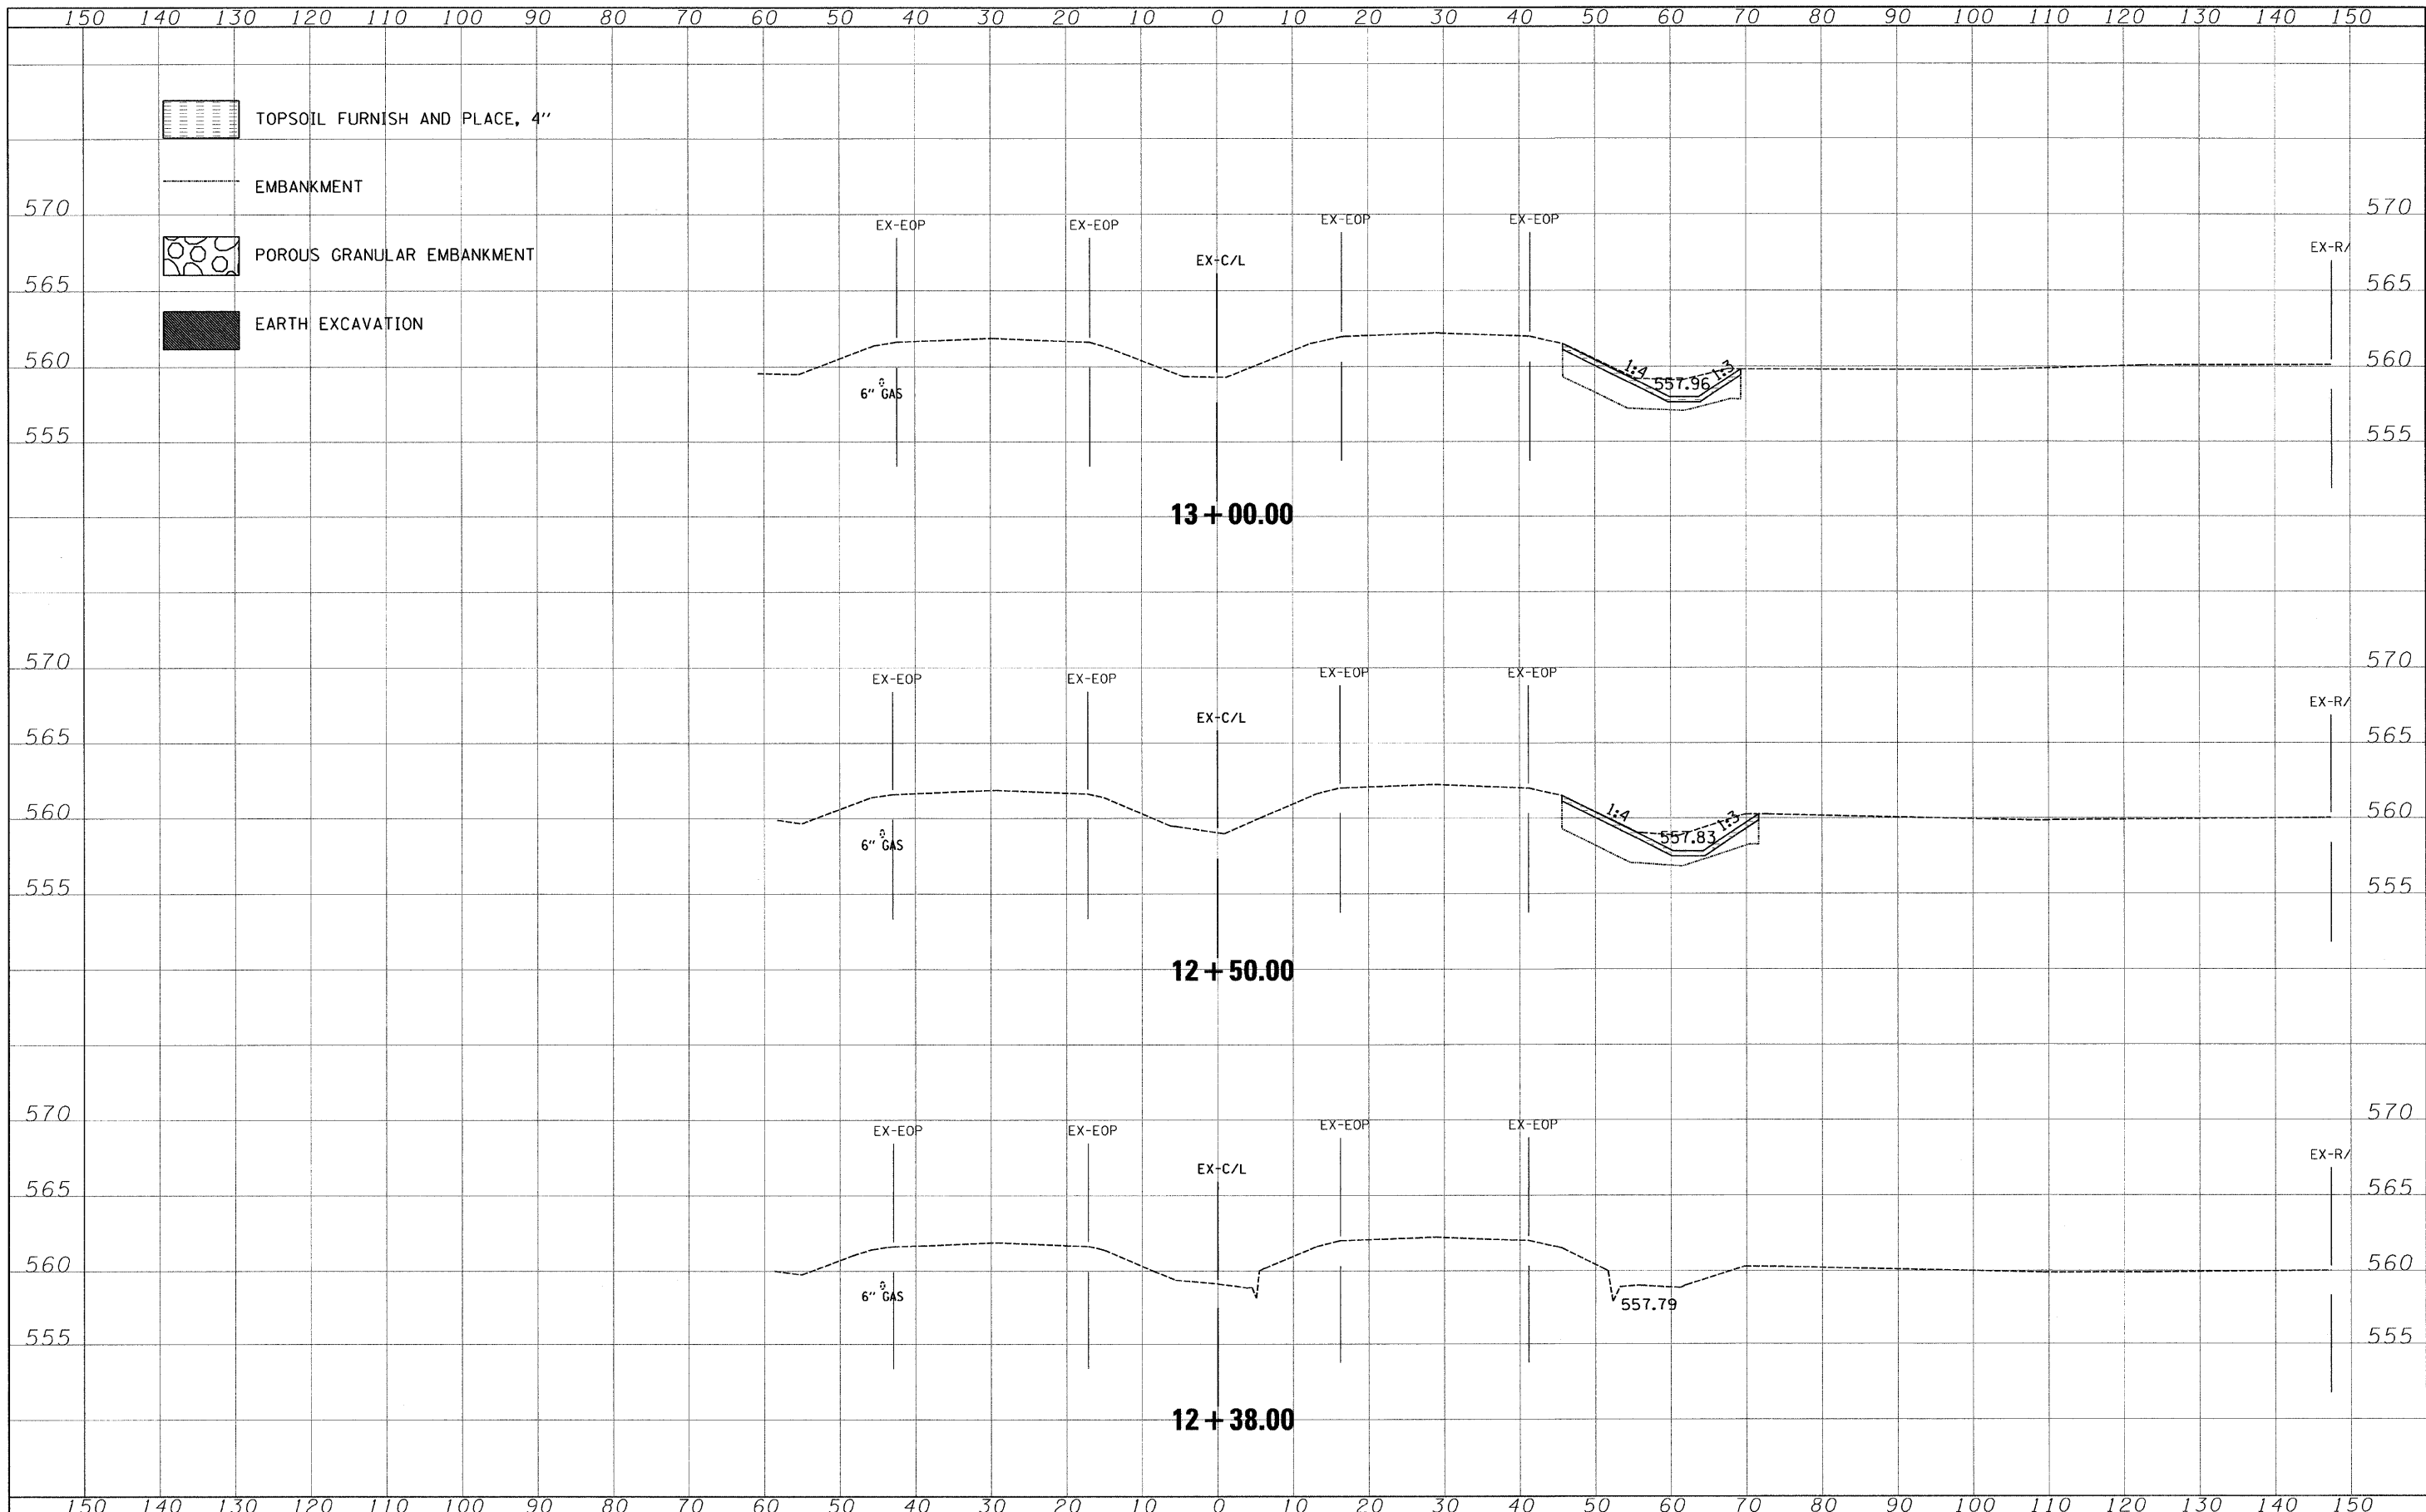 150 140 130 120 110 100 90 80 70 60 50 40 30 20 10 0 10 20 30 40 50 60 70 80 90 100 110 120 130 140 150
TOPSOIL FURNISH AND PLACE, 4"
EMBANKMENT
570 570
EX-EOP EX-EOP EX-EOP EX-EOP
POROUS GRANULAR EMBANKMENT
EX-C/L
EX-R/
565 565
EARTH EXCAVATION
560 560
1:4 557.96 1:3
6" GAS
555 555
13+00.00
570 570
EX-EOP EX-EOP EX-EOP EX-EOP
EX-C/L
EX-R/
565 565
560 560
1:4 557.83 1:3
6" GAS
555 555
12+50.00
570 570
EX-EOP EX-EOP EX-EOP EX-EOP
EX-C/L
EX-R/
565 565
560 560
6" GAS
557.79
555 555
12+38.00
150 140 130 120 110 100 90 80 70 60 50 40 30 20 10 0 10 20 30 40 50 60 70 80 90 100 110 120 130 140 150